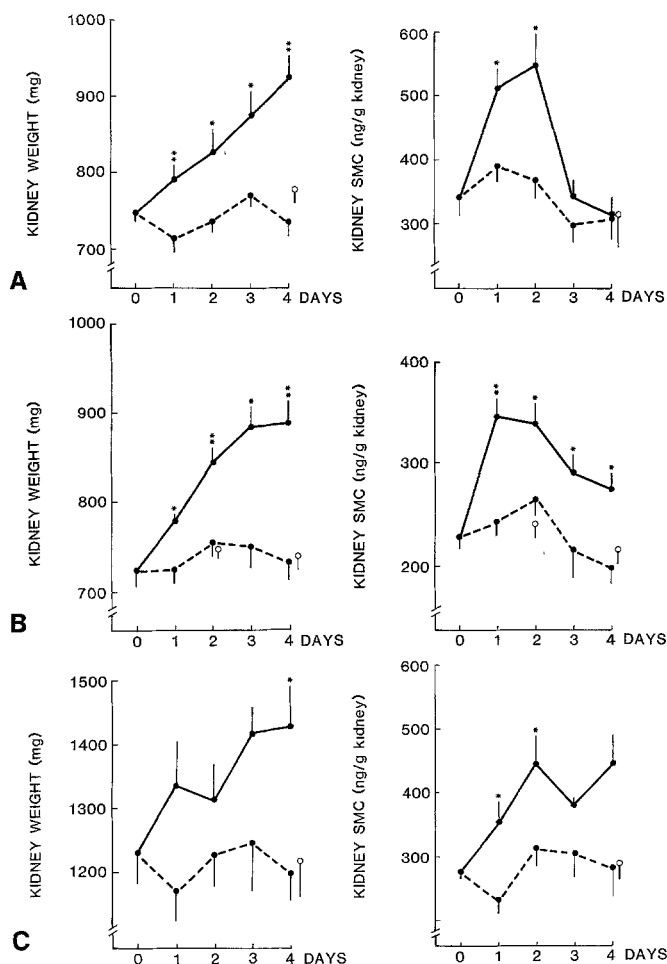 1000
KIDNEY WEIGHT (mg)
900
800
700
0 1 2 3 4 DAYS
* * * * * *
KIDNEY SMC (ng/g kidney)
600
500
400
300
0 1 2 3 4 DAYS
* *
A
1000
KIDNEY WEIGHT (mg)
900
800
700
0 1 2 3 4 DAYS
* * * * * *
KIDNEY SMC (ng/g kidney)
400
300
200
0 1 2 3 4 DAYS
* * * * *
B
1500
KIDNEY WEIGHT (mg)
1400
1300
1200
0 1 2 3 4 DAYS
*
KIDNEY SMC (ng/g kidney)
600
500
400
300
0 1 2 3 4 DAYS
* *
C